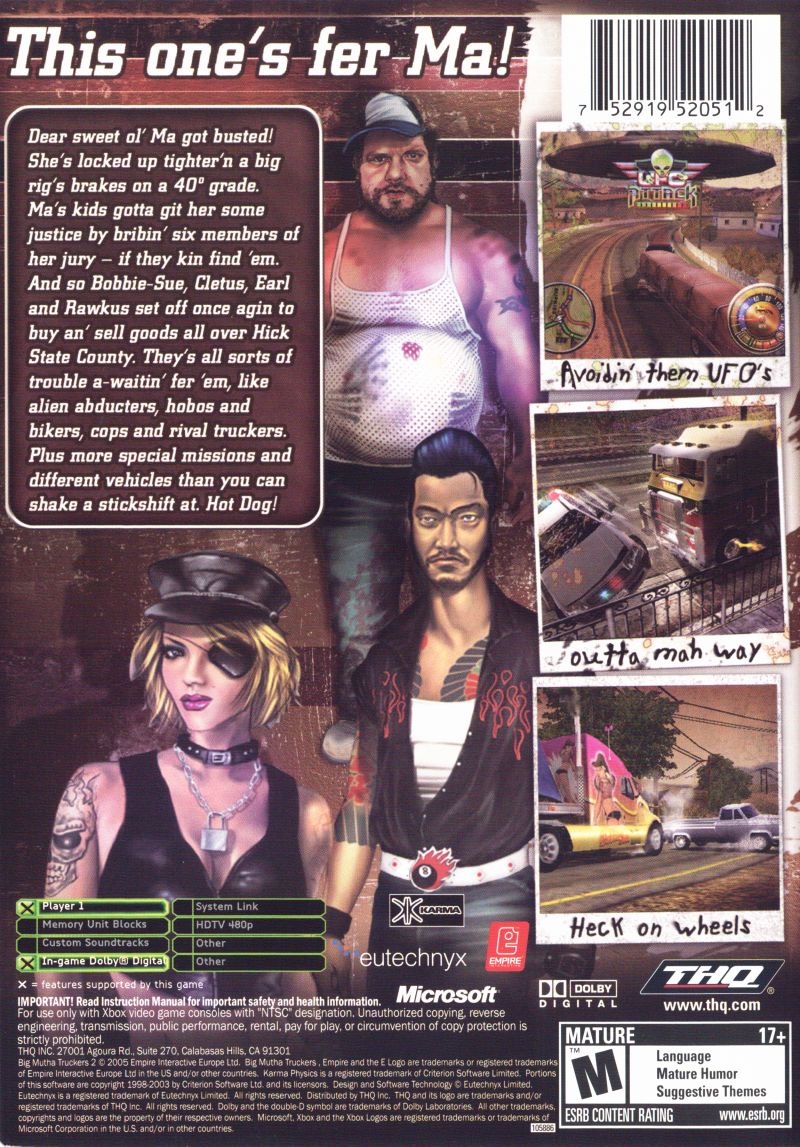 This one's fer Ma!
7 52919 52051 2
Dear sweet ol' Ma got busted!
She's locked up tighter'n a big
rig's brakes on a 40° grade.
Ma's kids gotta git her some
justice by bribin' six members of
her jury – if they kin find 'em.
And so Bobbie-Sue, Cletus, Earl
and Rawkus set off once agin to
buy an' sell goods all over Hick
State County. They's all sorts of
trouble a-waitin' fer 'em, like
alien abducters, hobos and
bikers, cops and rival truckers.
Plus more special missions and
different vehicles than you can
shake a stickshift at. Hot Dog!
UFO
ATTACK
Avoidin' them UFO's
outta mah way
Heck on wheels
8
X Player 1
Memory Unit Blocks
Custom Soundtracks
X In-game Dolby® Digital
System Link
HDTV 480p
Other
Other
X = features supported by this game
KARMA
eutechnyx
EMPIRE
Microsoft®
DOLBY
DIGITAL
THQ®
www.thq.com
IMPORTANT! Read Instruction Manual for important safety and health information.
For use only with Xbox video game consoles with "NTSC" designation. Unauthorized copying, reverse
engineering, transmission, public performance, rental, pay for play, or circumvention of copy protection is
strictly prohibited.
THQ INC. 27001 Agoura Rd., Suite 270, Calabasas Hills, CA 91301
Big Mutha Truckers 2 © 2005 Empire Interactive Europe Ltd. Big Mutha Truckers , Empire and the E Logo are trademarks or registered trademarks
of Empire Interactive Europe Ltd in the US and/or other countries. Karma Physics is a registered trademark of Criterion Software Limited. Portions
of this software are copyright 1998-2003 by Criterion Software Ltd. and its licensors. Design and Software Technology © Eutechnyx Limited.
Eutechnyx is a registered trademark of Eutechnyx Limited. All rights reserved. Distributed by THQ Inc. THQ and its logo are trademarks and/or
registered trademarks of THQ Inc. All rights reserved. Dolby and the double-D symbol are trademarks of Dolby Laboratories. All other trademarks,
copyrights and logos are the property of their respective owners. Microsoft, Xbox and the Xbox Logos are registered trademarks or trademarks of
Microsoft Corporation in the U.S. and/or in other countries.
105886
MATURE 17+
M™
Language
Mature Humor
Suggestive Themes
ESRB CONTENT RATING www.esrb.org